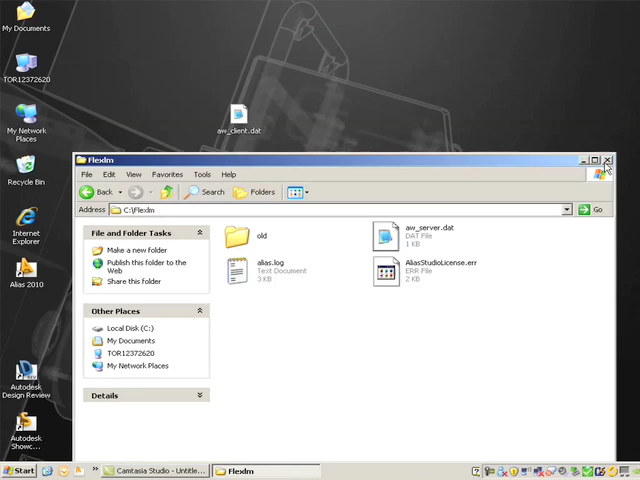 My Documents
TOR12372620
My Network
Places
Recycle Bin
Internet
Explorer
Alias 2010
Autodesk
Design Review
Autodesk
Showc...
aw_client.dat
Flexlm
File Edit View Favorites Tools Help
Back Search Folders
Address C:\Flexlm Go
File and Folder Tasks
Make a new folder
Publish this folder to the
Web
Share this folder
Other Places
Local Disk (C:)
My Documents
TOR12372620
My Network Places
Details
old
aw_server.dat
DAT File
1 KB
alias.log
Text Document
3 KB
AliasStudioLicense.err
ERR File
2 KB
Start
Camtasia Studio - Untitle...
Flexlm